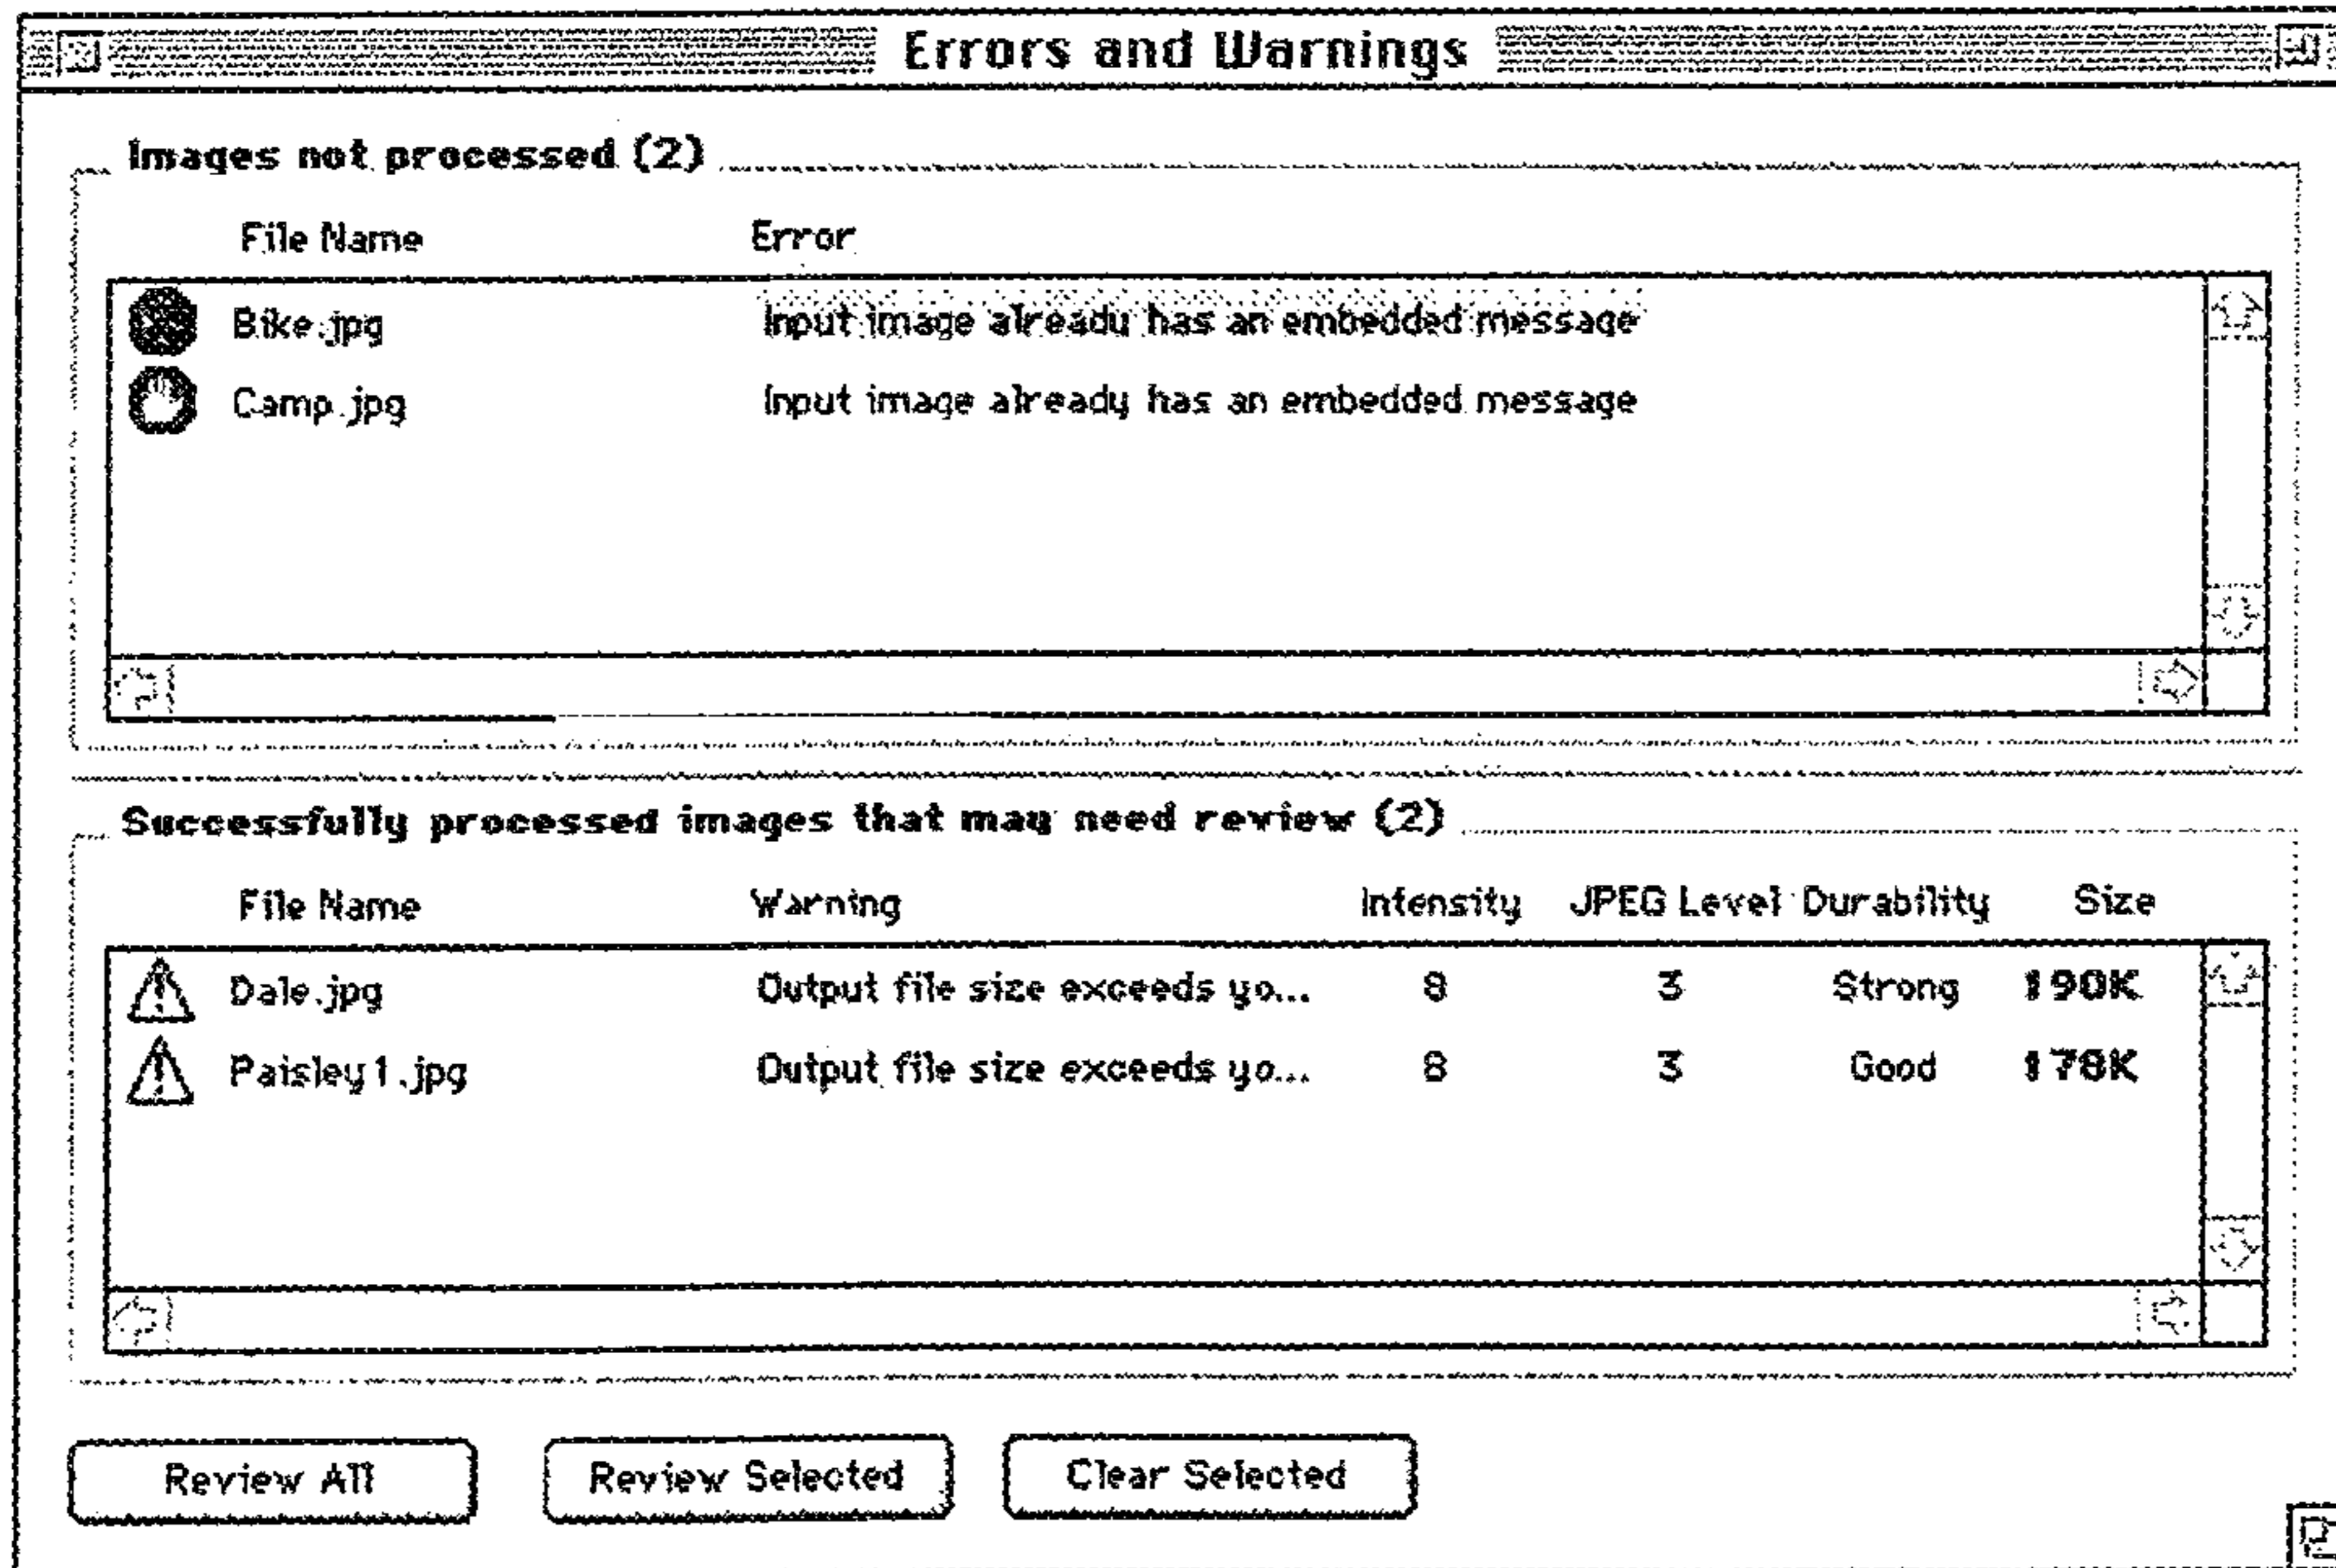 Errors and Warnings
Images not processed (2)
File Name Error
Bike.jpg Input image already has an embedded message
Camp.jpg Input image already has an embedded message
Successfully processed images that may need review (2)
File Name Warning Intensity JPEG Level Durability Size
Dale.jpg Output file size exceeds yo... 8 3 Strong 190K
Paisley1.jpg Output file size exceeds yo... 8 3 Good 178K
Review All Review Selected Clear Selected